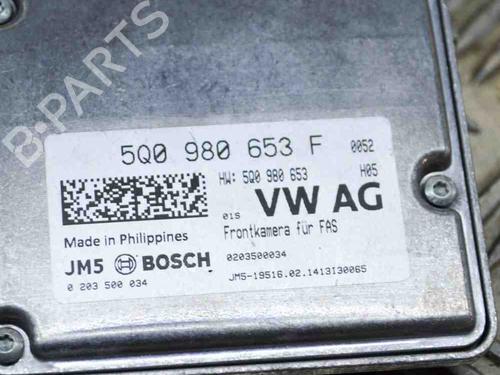 B-PARTS
5Q0 980 653 F 0052
HW: 5Q0 980 653 H05
01S VW AG
Made in Philippines Frontkamera für FAS
JM5 BOSCH 0203500034
0 203 500 034 JM5-19516.02.1413130065